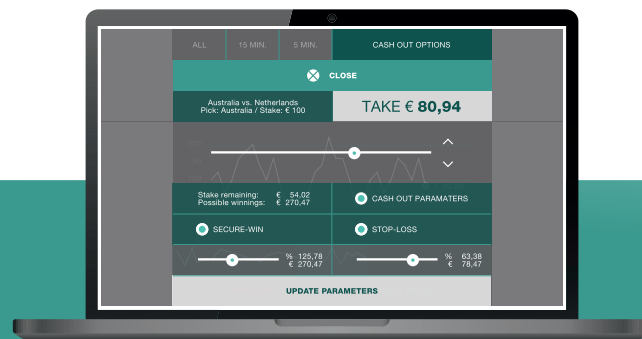 ALL 15 MIN. 5 MIN. CASH OUT OPTIONS
CLOSE
Australia vs. Netherlands
Pick: Australia / Stake: € 100
TAKE € 80,94
Stake remaining: € 54,02
Possible winnings: € 270,47
CASH OUT PARAMATERS
SECURE-WIN
STOP-LOSS
% 125,78
€ 270,47
% 63,38
€ 78,47
UPDATE PARAMETERS